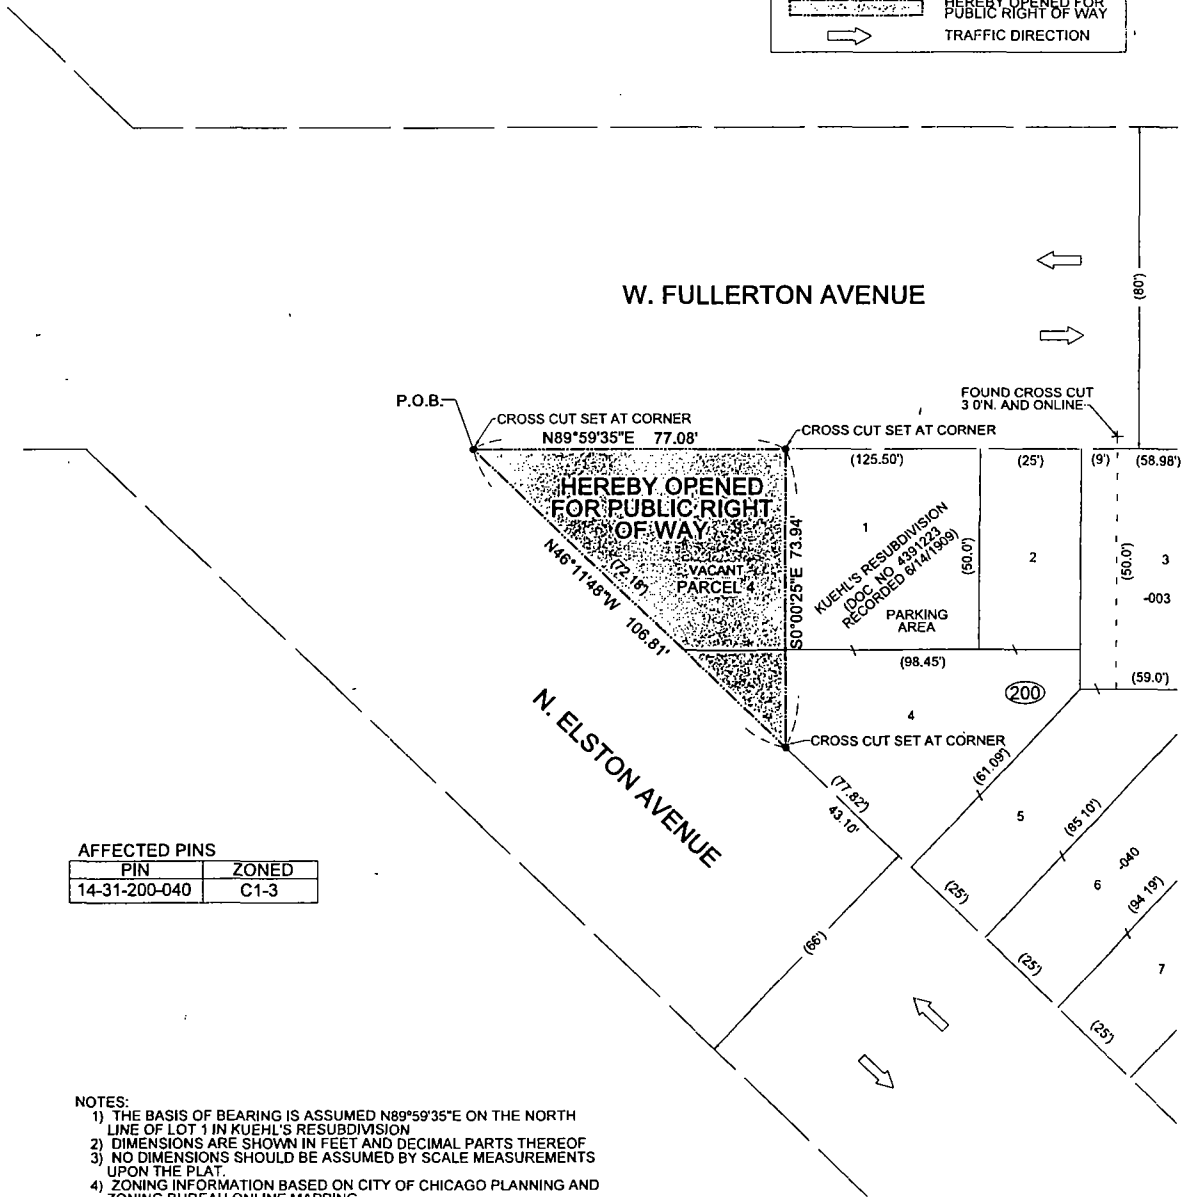 HEREBY OPENED FOR
PUBLIC RIGHT OF WAY
TRAFFIC DIRECTION
W. FULLERTON AVENUE
(80')
P.O.B.
CROSS CUT SET AT CORNER
N89°59'35"E 77.08'
CROSS CUT SET AT CORNER
FOUND CROSS CUT
3 0'N. AND ONLINE
(125.50')
(25')
(9')
(58.98')
HEREBY OPENED
FOR PUBLIC RIGHT
OF WAY
VACANT
PARCEL 4
(72.18')
N46°11'48"W 106.81'
S0°00'25"E 73.94'
1
KUEHL'S RESUBDIVISION
(DOC. NO. 4391223
RECORDED 6/14/1909)
PARKING
AREA
(50.0')
2
(50.0')
3
-003
(98.45')
(59.0')
200
4
CROSS CUT SET AT CORNER
N. ELSTON AVENUE
(77.82')
43.10'
(61.09')
5
(85 10')
-040
6
(94 19')
7
(25')
(25')
(25')
(66')
AFFECTED PINS
PIN ZONED
14-31-200-040 C1-3
NOTES:
1) THE BASIS OF BEARING IS ASSUMED N89°59'35"E ON THE NORTH
LINE OF LOT 1 IN KUEHL'S RESUBDIVISION
2) DIMENSIONS ARE SHOWN IN FEET AND DECIMAL PARTS THEREOF
3) NO DIMENSIONS SHOULD BE ASSUMED BY SCALE MEASUREMENTS
UPON THE PLAT.
4) ZONING INFORMATION BASED ON CITY OF CHICAGO PLANNING AND
ZONING BUREAU ONLINE MAPPING